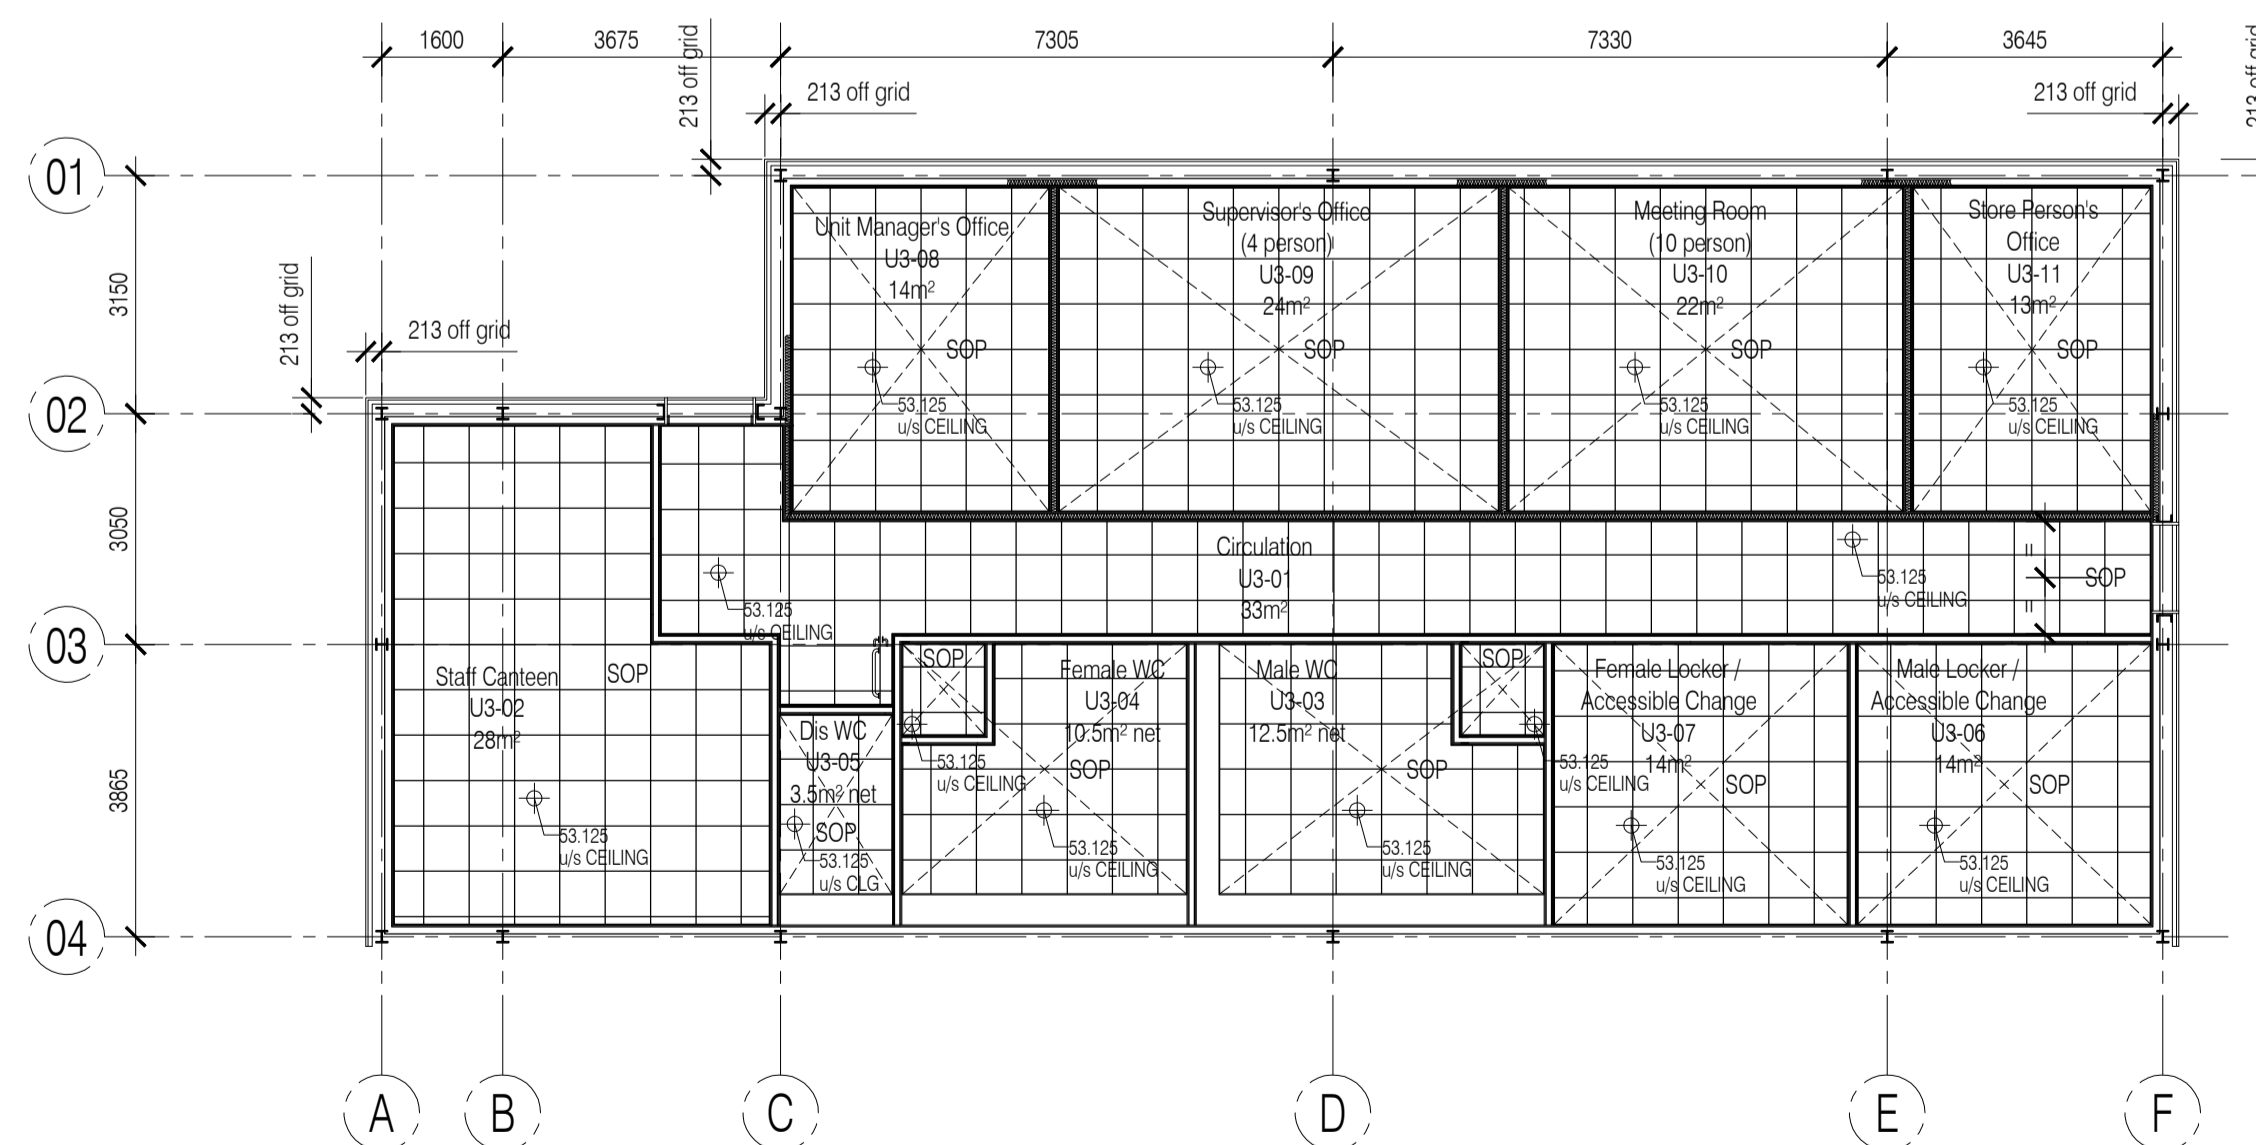 1600
3675
7305
7330
3645
213 off grid
213 off grid
213 off grid
213 off grid
01
3150
213 off grid
213 off grid
02
3050
03
3865
04
Unit Manager's Office
U3-08
14m²
SOP
53.125
u/s CEILING
Supervisor's Office
(4 person)
U3-09
24m²
SOP
53.125
u/s CEILING
Meeting Room
(10 person)
U3-10
22m²
SOP
53.125
u/s CEILING
Store Person's
Office
U3-11
13m²
SOP
53.125
u/s CEILING
Circulation
U3-01
33m²
53.125
u/s CEILING
53.125
u/s CEILING
=
=
SOP
Staff Canteen
U3-02
28m²
SOP
53.125
u/s CEILING
Dis WC
U3-05
3.5m² net
SOP
53.125
u/s CLG
SOP
53.125
u/s CEILING
Female WC
U3-04
10.5m² net
SOP
53.125
u/s CEILING
Male WC
U3-03
12.5m² net
SOP
53.125
u/s CEILING
SOP
53.125
u/s CEILING
Female Locker /
Accessible Change
U3-07
14m²
SOP
53.125
u/s CEILING
Male Locker /
Accessible Change
U3-06
14m²
SOP
53.125
u/s CEILING
A
B
C
D
E
F